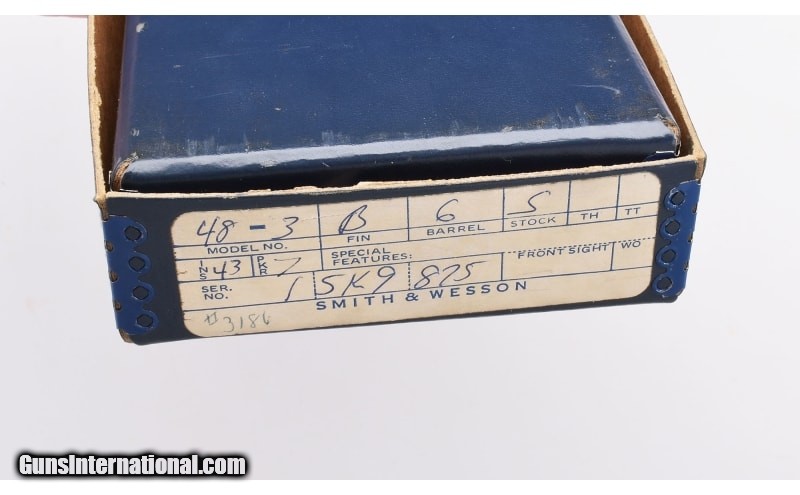 48-3 B 6 S
MODEL NO. FIN BARREL STOCK TH TT
INS 43 PKR 7 SPECIAL FEATURES: FRONT SIGHT WO
SER. NO. 1 5K9 825
SMITH & WESSON
#3186
GunsInternational.com